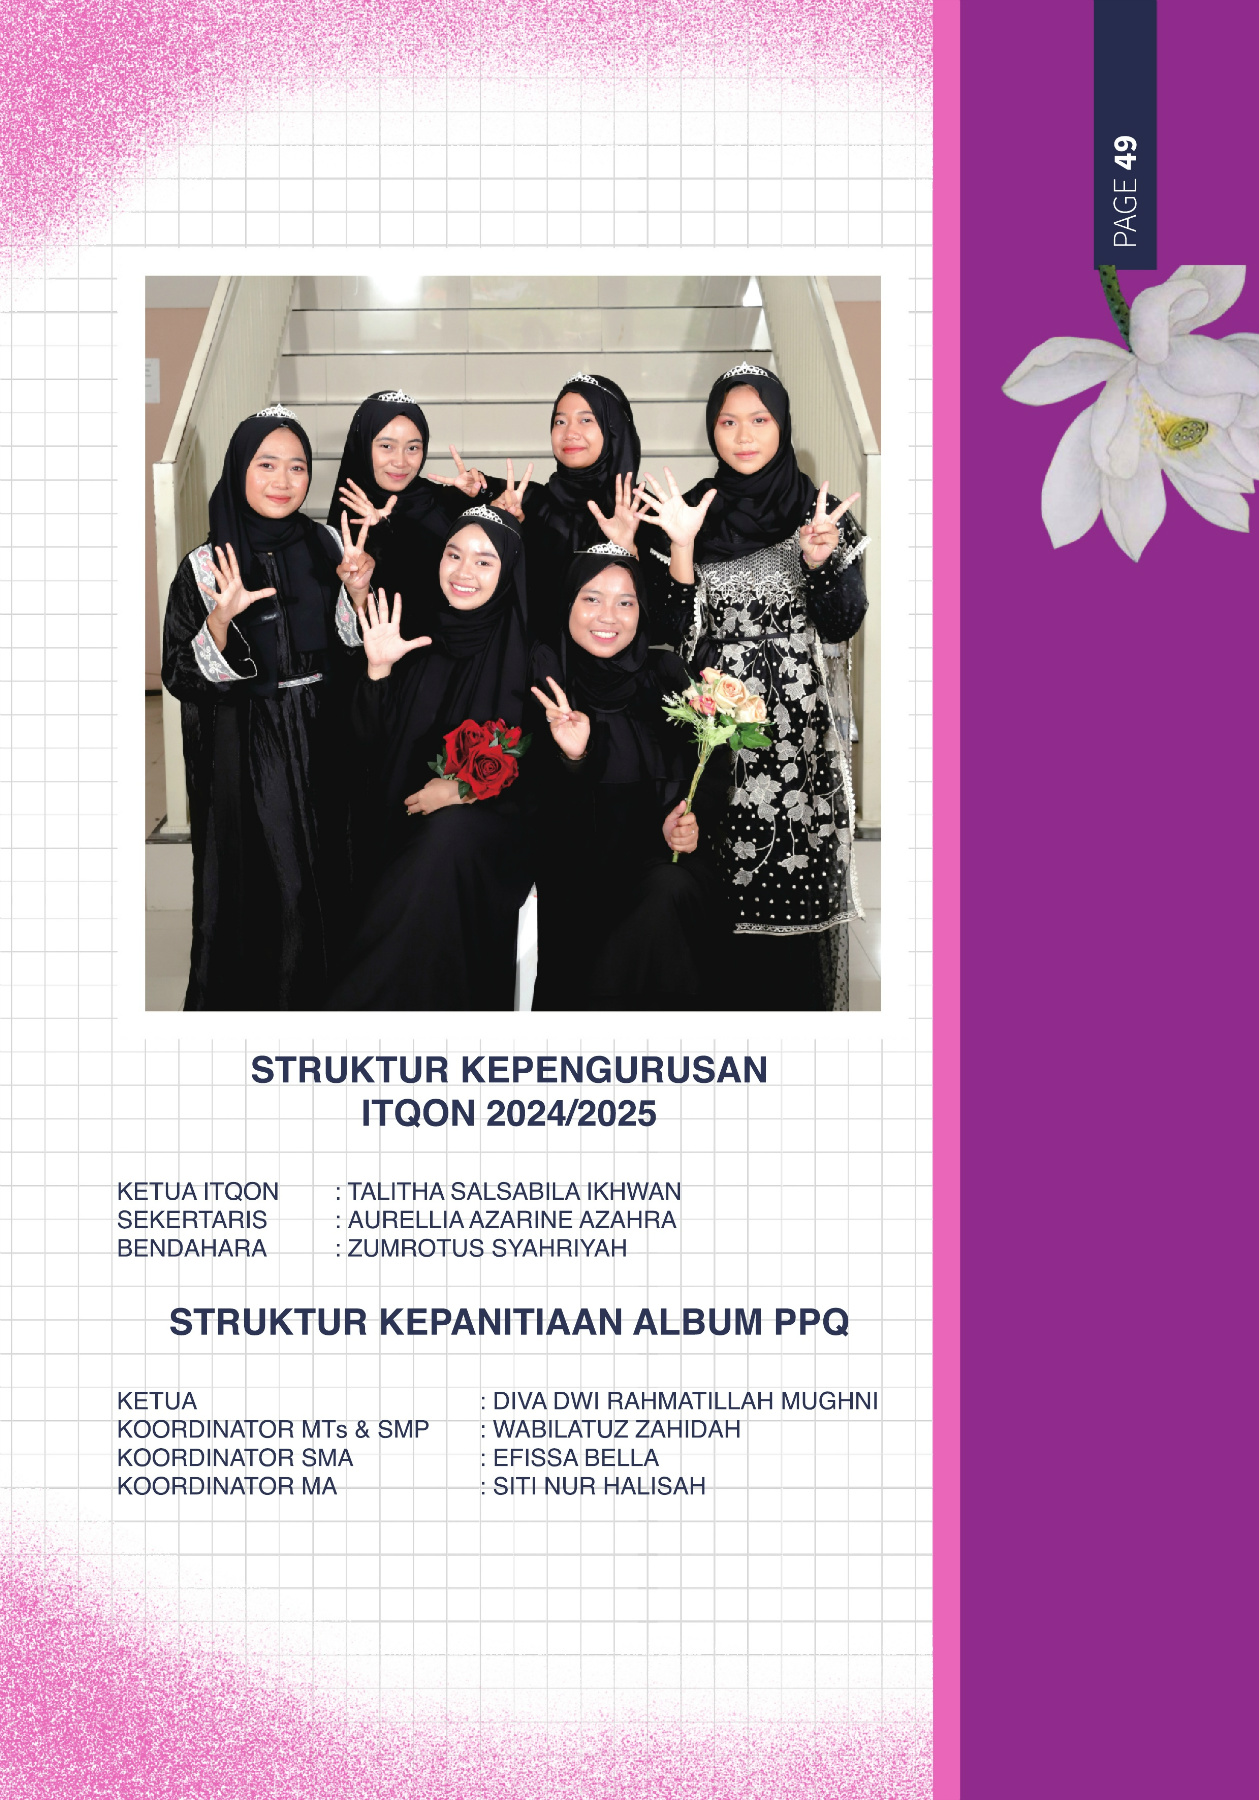 PAGE 49
STRUKTUR KEPENGURUSAN
ITQON 2024/2025
KETUA ITQON : TALITHA SALSABILA IKHWAN
SEKERTARIS : AURELLIA AZARINE AZAHRA
BENDAHARA : ZUMROTUS SYAHRIYAH
STRUKTUR KEPANITIAAN ALBUM PPQ
KETUA : DIVA DWI RAHMATILLAH MUGHNI
KOORDINATOR MTs & SMP : WABILATUZ ZAHIDAH
KOORDINATOR SMA : EFISSA BELLA
KOORDINATOR MA : SITI NUR HALISAH